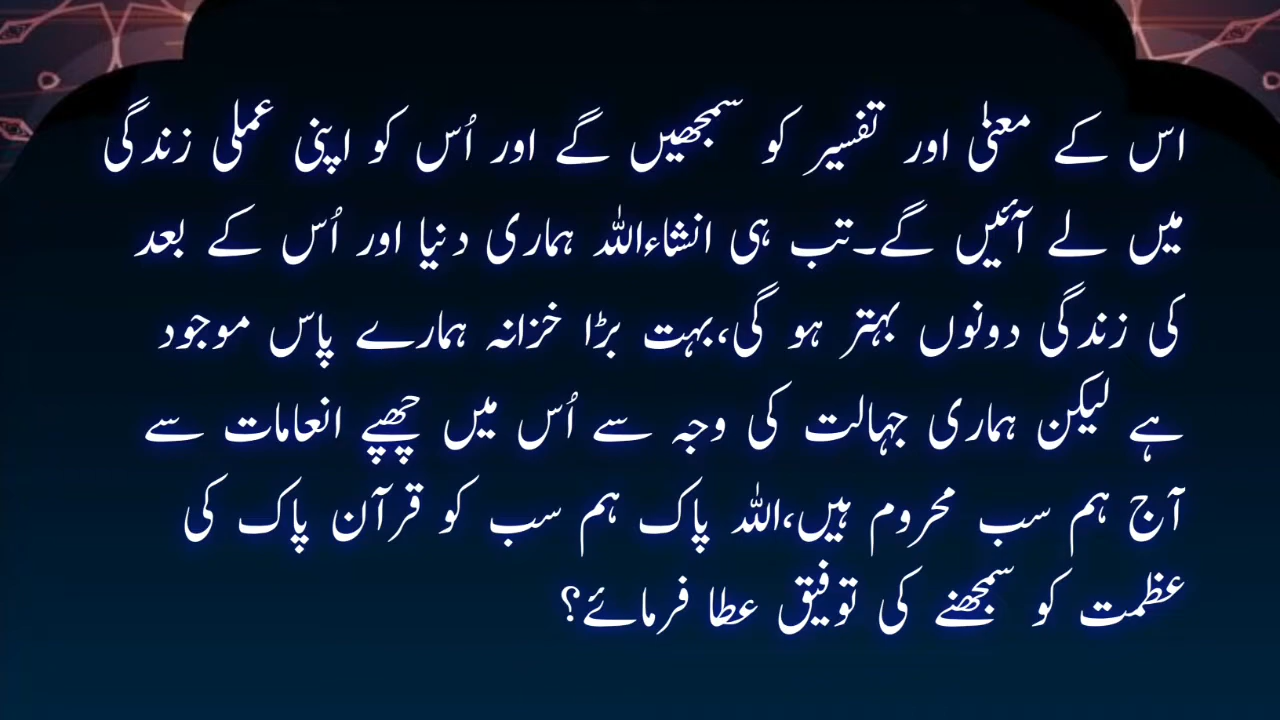 اس کے معنیٰ اور تفسیر کو سمجھیں گے اور اُس کو اپنی عملی زندگی
میں لے آئیں گے۔تب ہی انشاءاللہ ہماری دنیا اور اُس کے بعد
کی زندگی دونوں بہتر ہو گی،بہت بڑا خزانہ ہمارے پاس موجود
ہے لیکن ہماری جہالت کی وجہ سے اُس میں چھپے انعامات سے
آج ہم سب محروم ہیں،اللہ پاک ہم سب کو قرآن پاک کی
عظمت کو سمجھنے کی توفیق عطا فرمائے؟